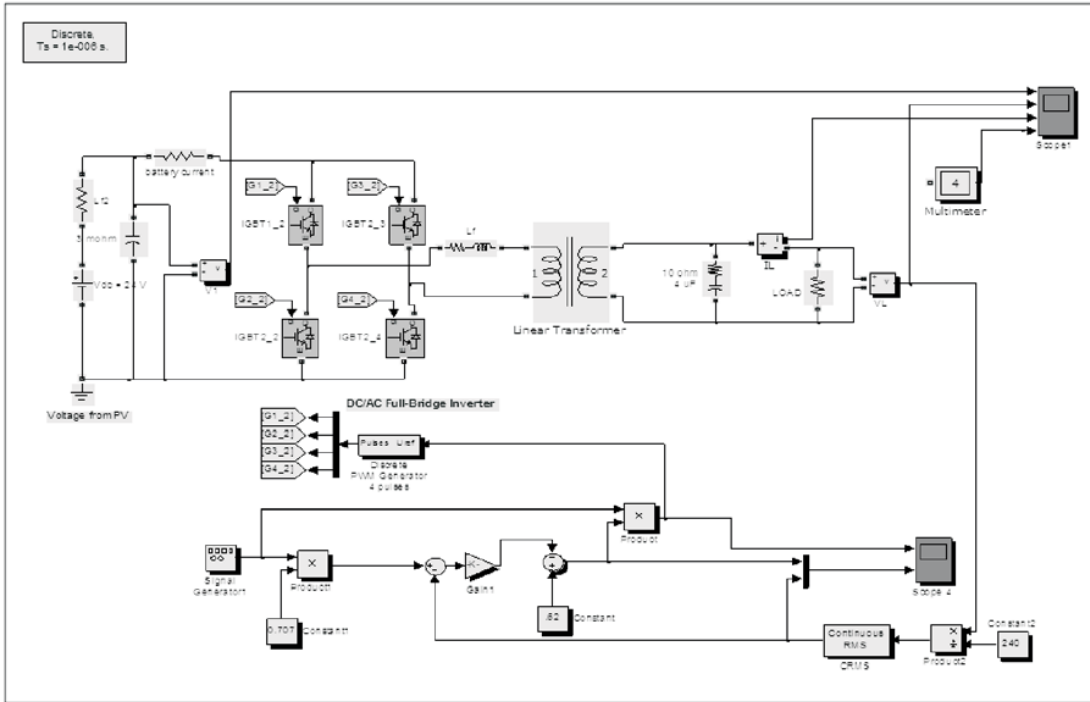 Discrete,
Ts = 1e-006 s.
Scope1
battery current
[G1_2]
[G3_2]
Lf2
IGBT1_2
IGBT2_3
4
Multimeter
Lf
3 mohm
+
v
V1
1
2
10 ohm
4 uF
+
-
i
IL
LOAD
+
v
VL
[G2_2]
[G4_2]
IGBT2_2
IGBT2_4
Linear Transformer
Voltage from PV
DC/AC Full-Bridge Inverter
[G1_2]
[G2_2]
[G3_2]
[G4_2]
Pulses Uref
Discrete
PWM Generator
4 pulses
×
Product
Signal
Generator1
×
Product1
-K-
Gain1
Scope 4
0.707
Constant1
.62
Constant
Continuous
RMS
CRMS
×
÷
Product2
Constant2
240